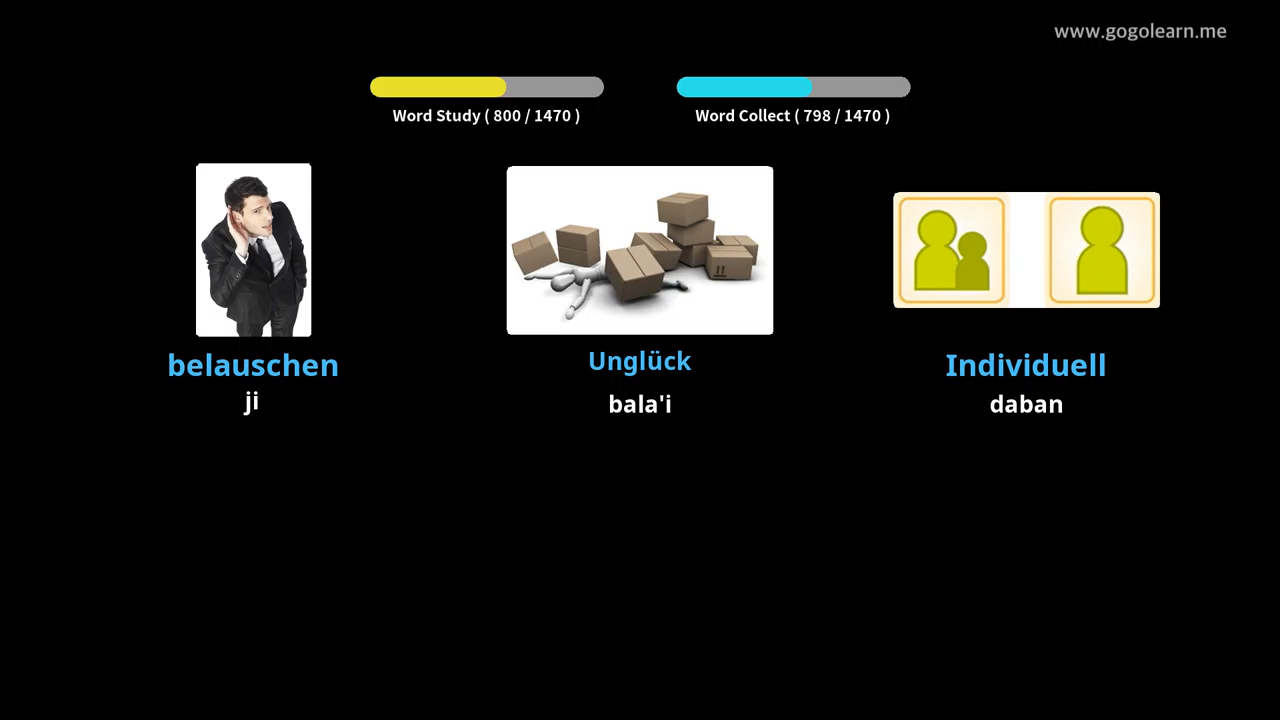 www.gogolearn.me
Word Study ( 800 / 1470 )
Word Collect ( 798 / 1470 )
belauschen
ji
Unglück
bala'i
Individuell
daban